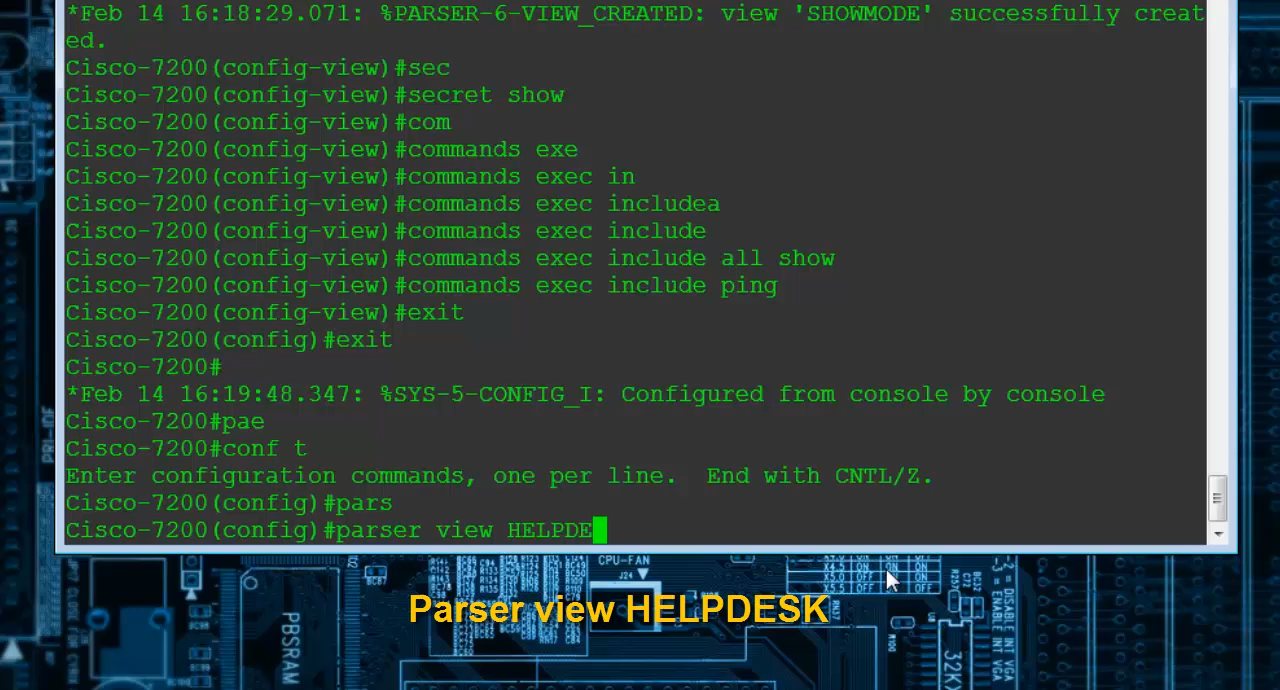 *Feb 14 16:18:29.071: %PARSER-6-VIEW_CREATED: view 'SHOWMODE' successfully creat
ed.
Cisco-7200(config-view)#sec
Cisco-7200(config-view)#secret show
Cisco-7200(config-view)#com
Cisco-7200(config-view)#commands exe
Cisco-7200(config-view)#commands exec in
Cisco-7200(config-view)#commands exec includea
Cisco-7200(config-view)#commands exec include
Cisco-7200(config-view)#commands exec include all show
Cisco-7200(config-view)#commands exec include ping
Cisco-7200(config-view)#exit
Cisco-7200(config)#exit
Cisco-7200#
*Feb 14 16:19:48.347: %SYS-5-CONFIG_I: Configured from console by console
Cisco-7200#pae
Cisco-7200#conf t
Enter configuration commands, one per line.  End with CNTL/Z.
Cisco-7200(config)#pars
Cisco-7200(config)#parser view HELPDE
CPU-FAN
J24
PBSRAM
32K
Parser view HELPDESK